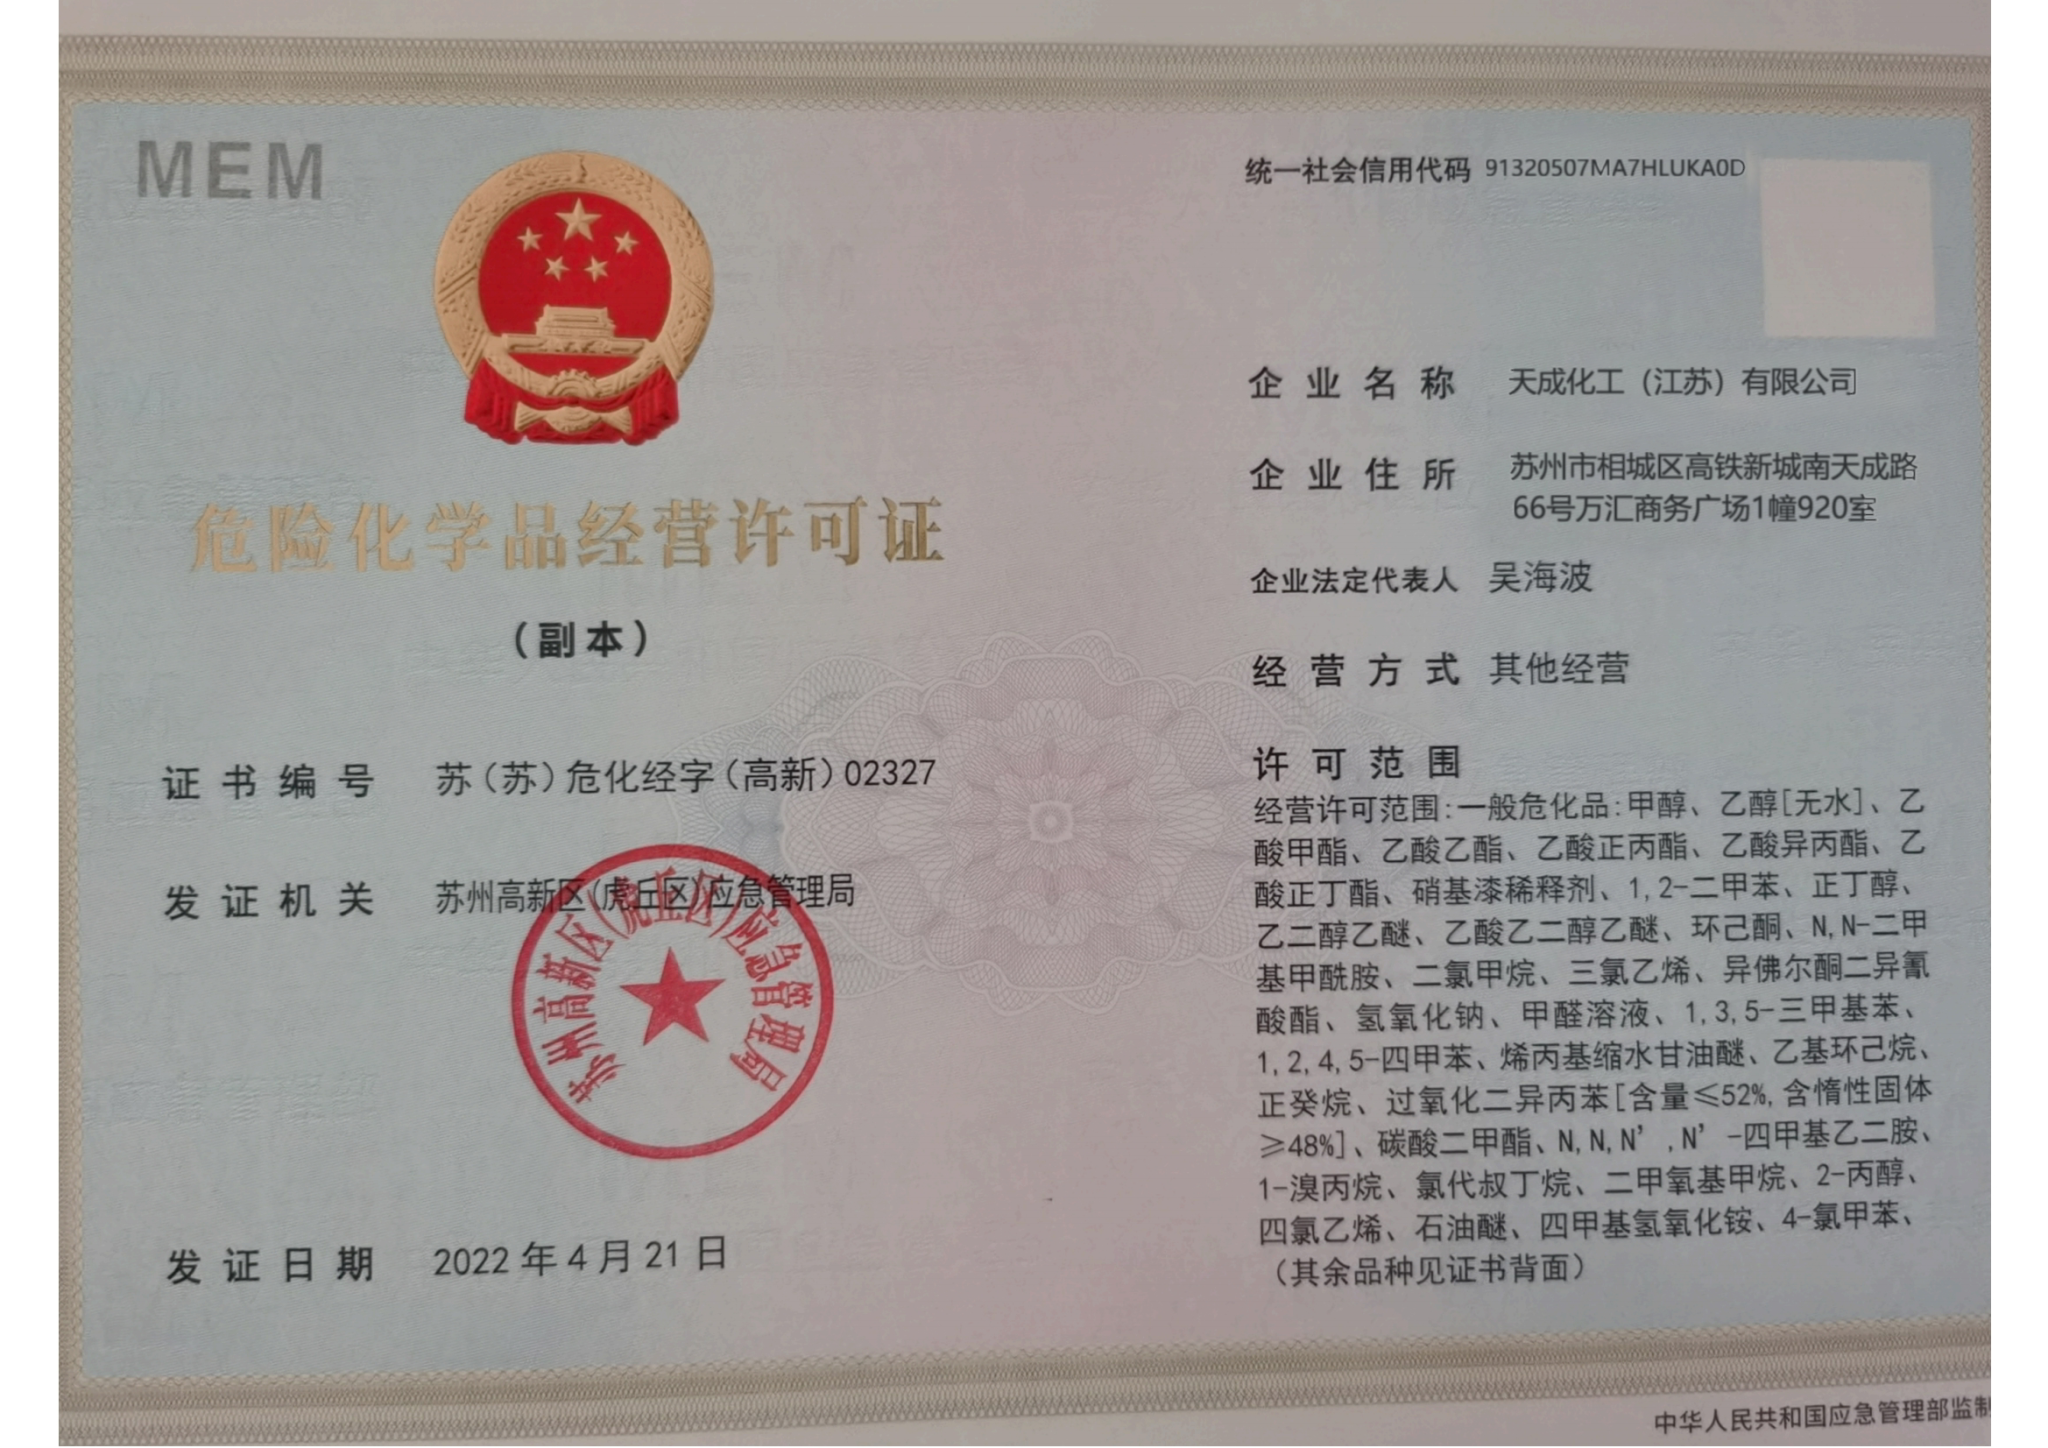 MEM
危险化学品经营许可证
（副本）
证书编号 苏（苏）危化经字（高新）02327
发证机关 苏州高新区(虎丘区)应急管理局
苏州高新区(虎丘区)应急管理局
发证日期 2022 年 4 月 21 日
统一社会信用代码 91320507MA7HLUKA0D
企业名称 天成化工（江苏）有限公司
企业住所 苏州市相城区高铁新城南天成路
66号万汇商务广场1幢920室
企业法定代表人 吴海波
经营方式 其他经营
许可范围
经营许可范围:一般危化品:甲醇、乙醇[无水]、乙
酸甲酯、乙酸乙酯、乙酸正丙酯、乙酸异丙酯、乙
酸正丁酯、硝基漆稀释剂、1,2-二甲苯、正丁醇、
乙二醇乙醚、乙酸乙二醇乙醚、环己酮、N,N-二甲
基甲酰胺、二氯甲烷、三氯乙烯、异佛尔酮二异氰
酸酯、氢氧化钠、甲醛溶液、1,3,5-三甲基苯、
1,2,4,5-四甲苯、烯丙基缩水甘油醚、乙基环己烷、
正癸烷、过氧化二异丙苯[含量≤52%,含惰性固体
≥48%]、碳酸二甲酯、N,N,N’,N’-四甲基乙二胺、
1-溴丙烷、氯代叔丁烷、二甲氧基甲烷、2-丙醇、
四氯乙烯、石油醚、四甲基氢氧化铵、4-氯甲苯、
（其余品种见证书背面）
中华人民共和国应急管理部监制